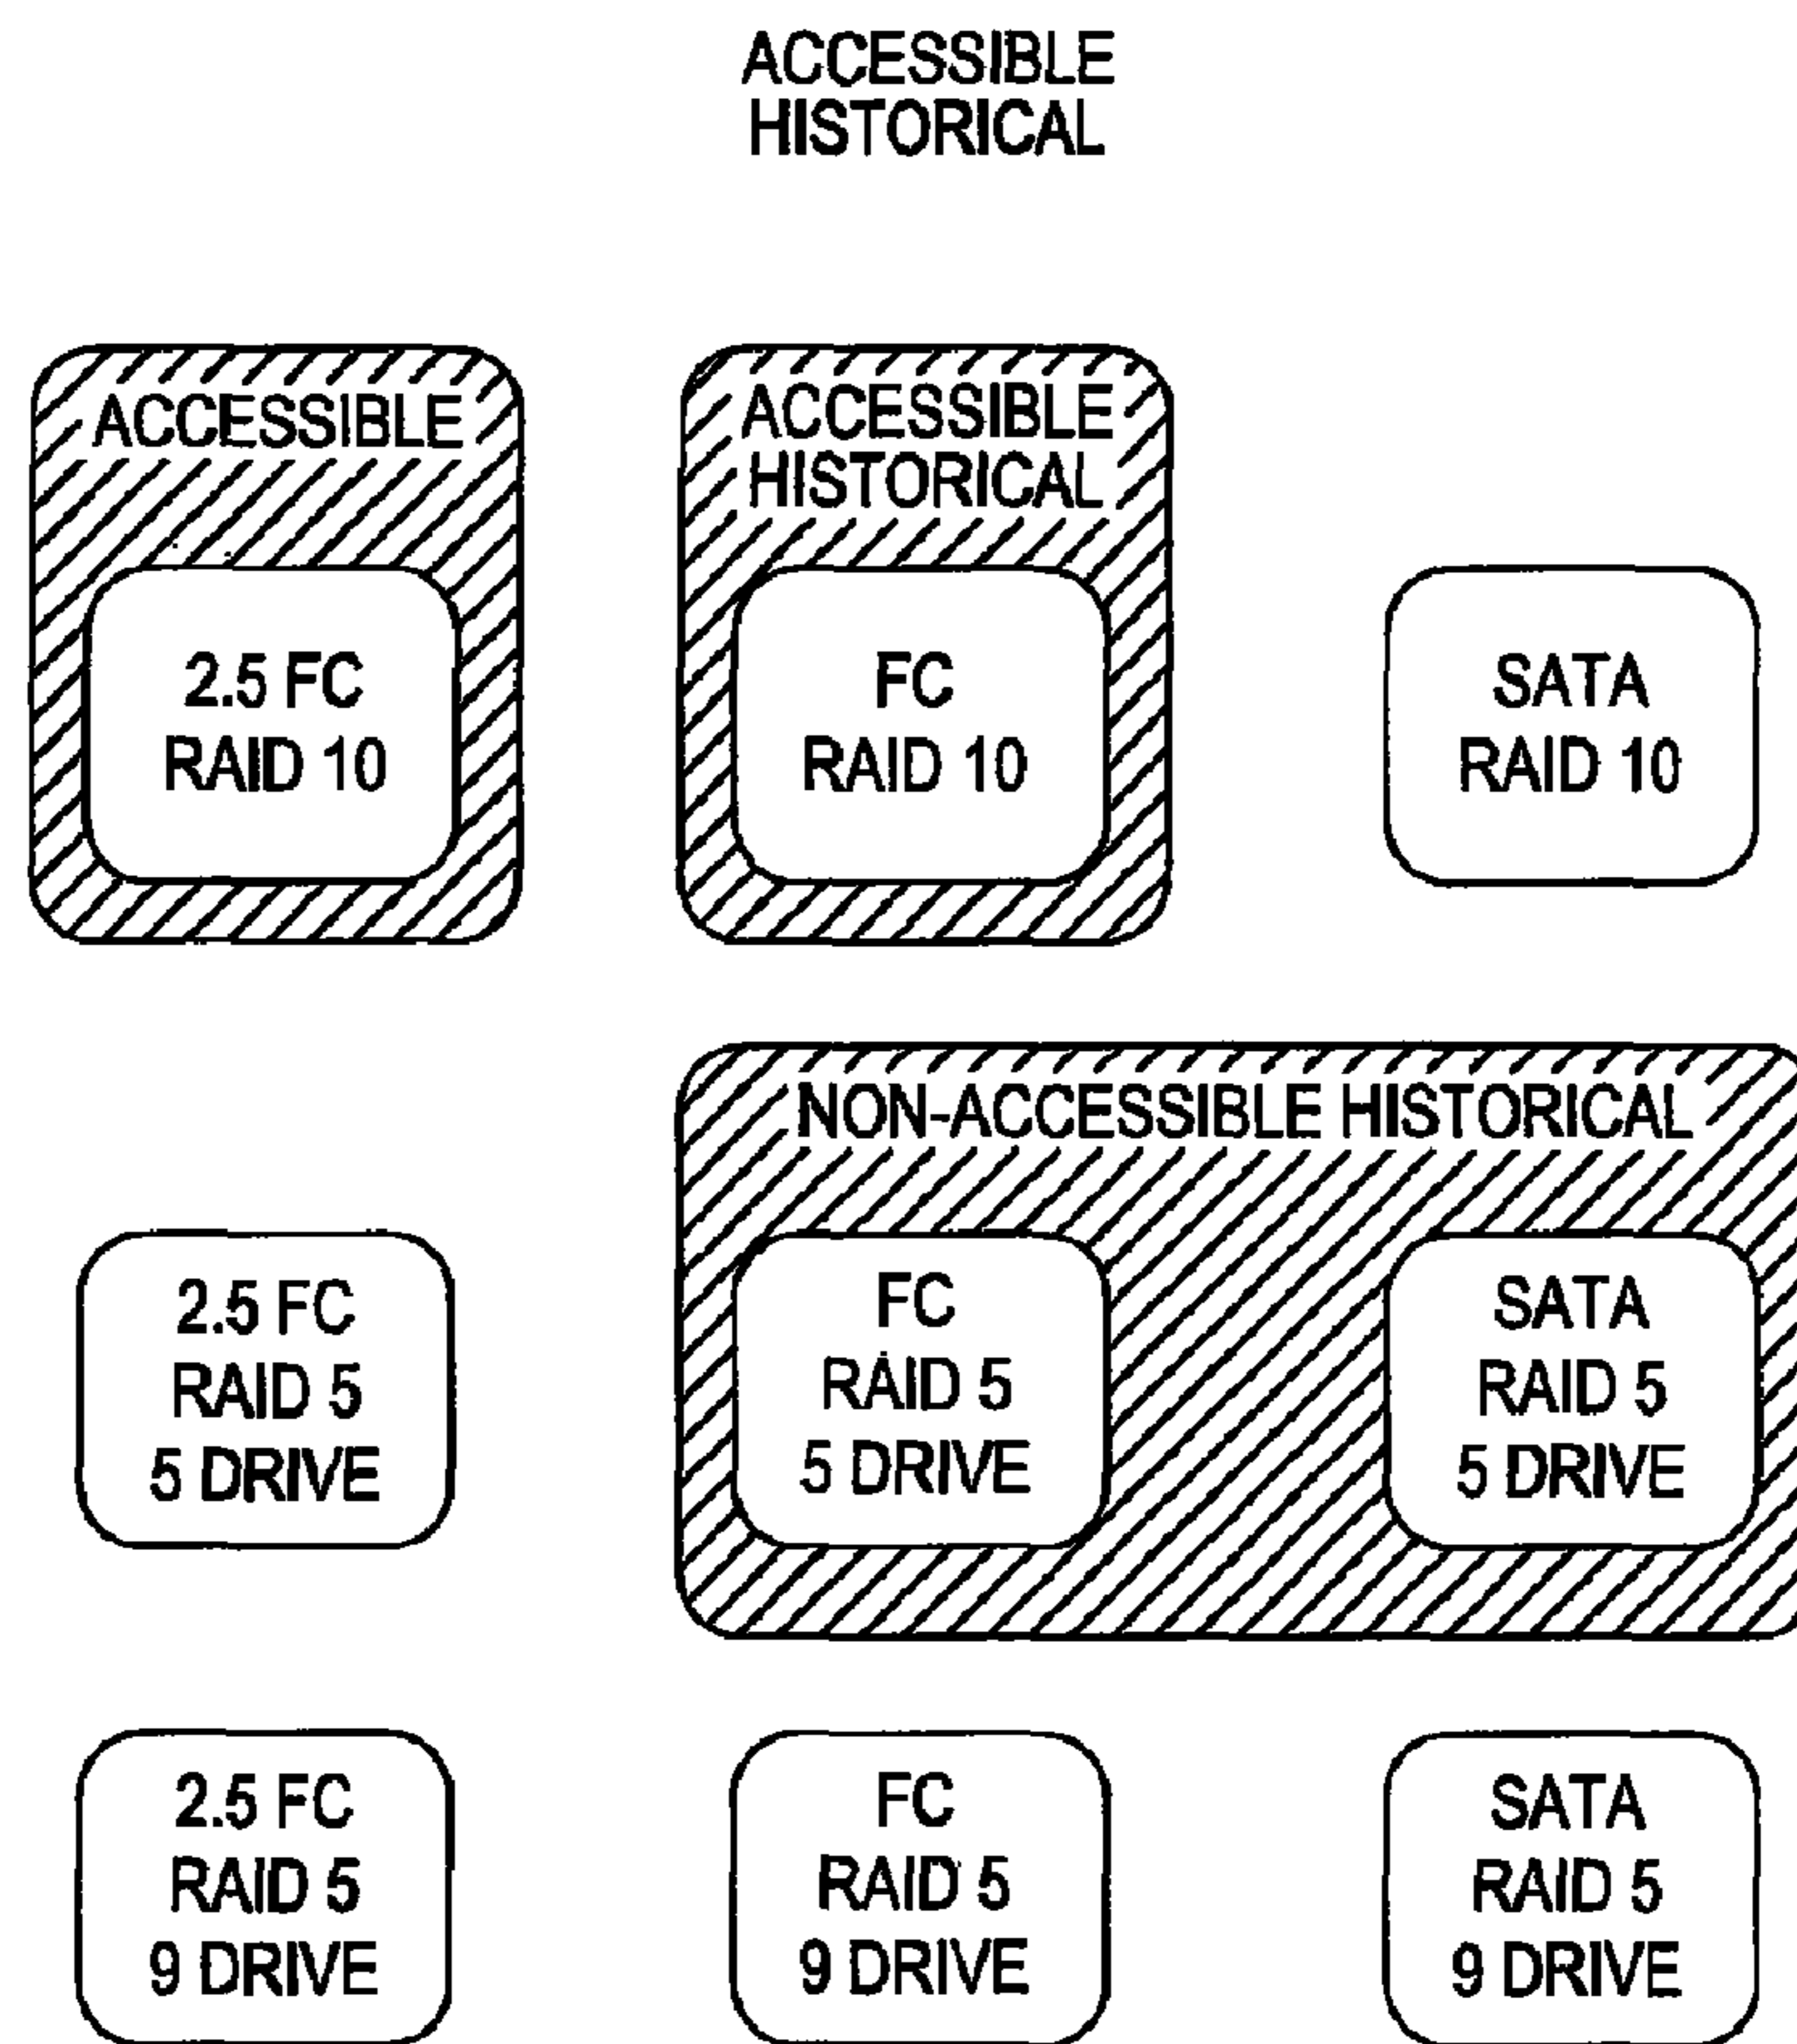 ACCESSIBLE
HISTORICAL
ACCESSIBLE
2.5 FC
RAID 10
ACCESSIBLE
HISTORICAL
FC
RAID 10
SATA
RAID 10
2.5 FC
RAID 5
5 DRIVE
NON-ACCESSIBLE HISTORICAL
FC
RAID 5
5 DRIVE
SATA
RAID 5
5 DRIVE
2.5 FC
RAID 5
9 DRIVE
FC
RAID 5
9 DRIVE
SATA
RAID 5
9 DRIVE